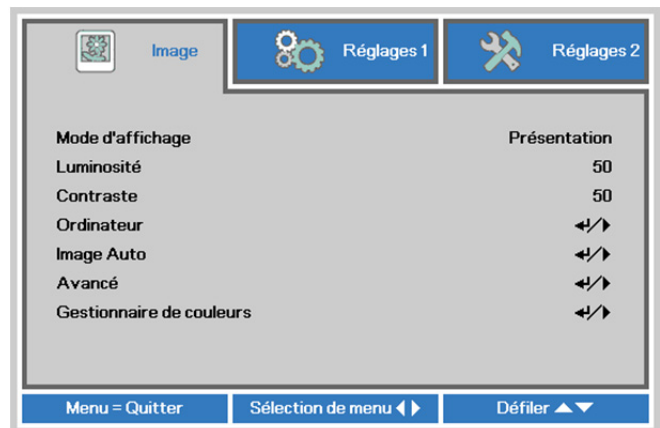 Image Réglages 1 Réglages 2
Mode d'affichage Présentation
Luminosité 50
Contraste 50
Ordinateur
Image Auto
Avancé
Gestionnaire de couleurs
Menu = Quitter Sélection de menu Défiler